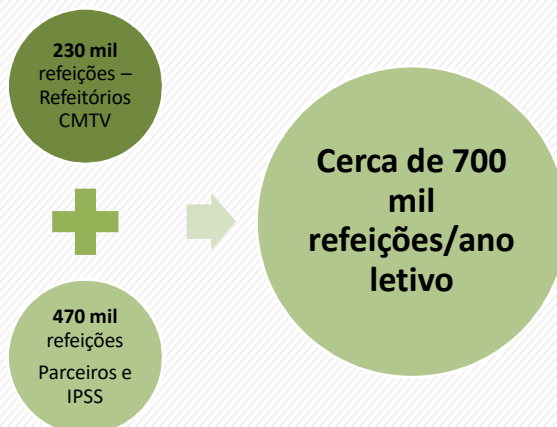 230 mil
refeições –
Refeitórios
CMTV
470 mil
refeições
Parceiros e
IPSS
Cerca de 700
mil
refeições/ano
letivo